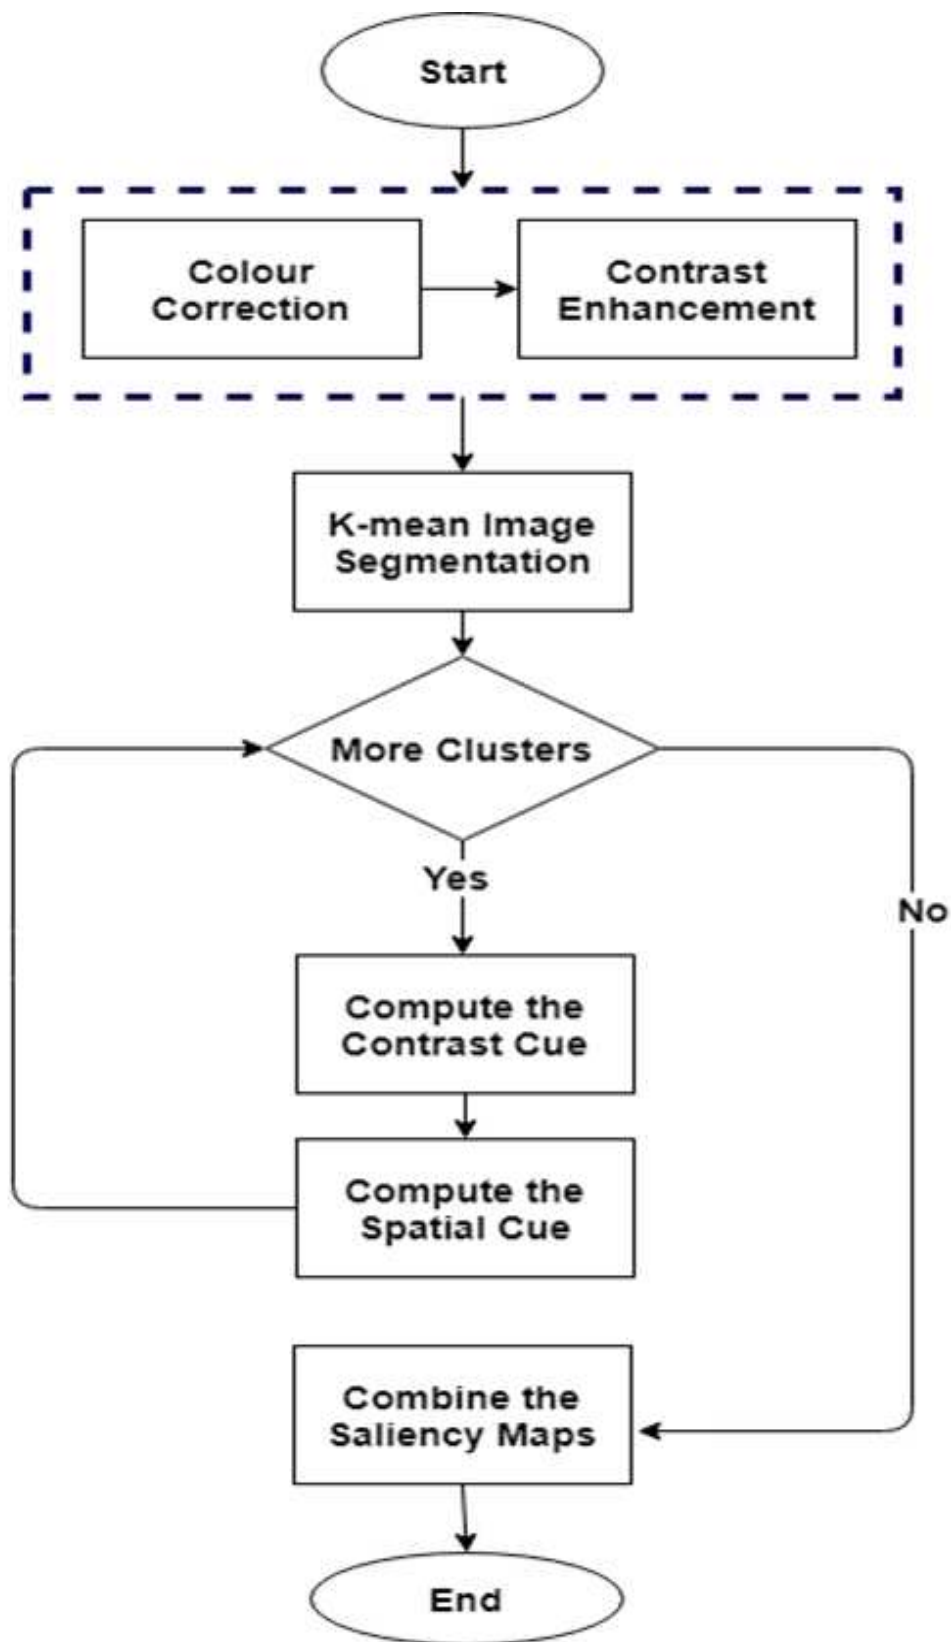 Start
Colour
Correction
Contrast
Enhancement
K-mean Image
Segmentation
More Clusters
Yes
No
Compute the
Contrast Cue
Compute the
Spatial Cue
Combine the
Saliency Maps
End